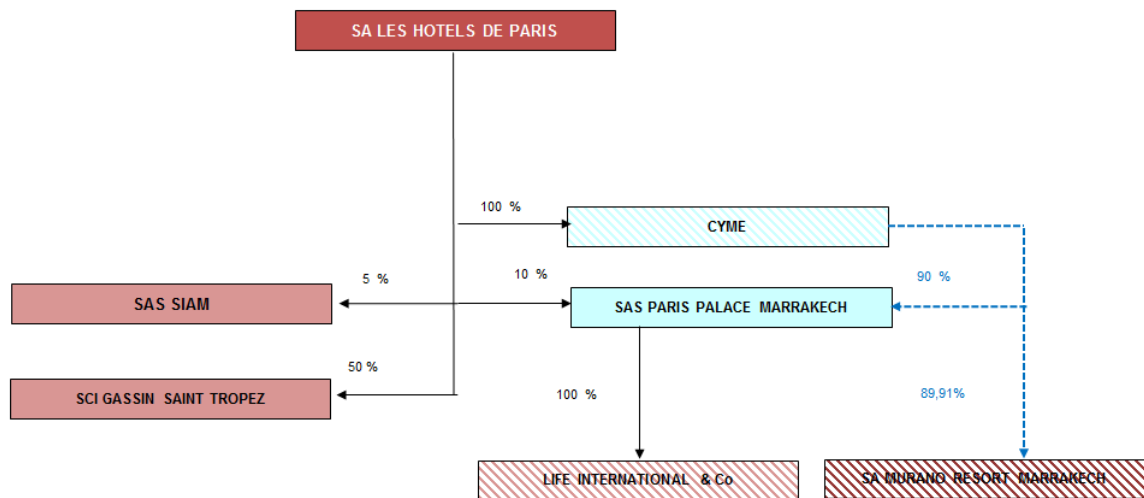 SA LES HOTELS DE PARIS
100 %
CYME
5 %
10 %
90 %
SAS SIAM
SAS PARIS PALACE MARRAKECH
50 %
SCI GASSIN SAINT TROPEZ
100 %
89,91%
LIFE INTERNATIONAL & Co
SA MURANO RESORT MARRAKECH